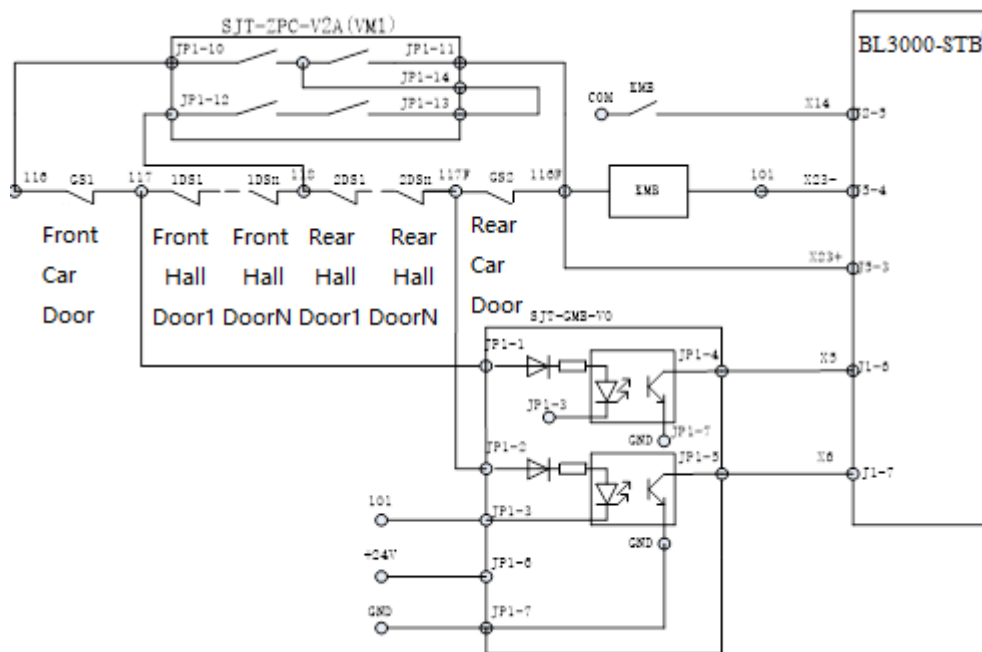 SJT-ZPC-V2A(VM1)
JP1-10
JP1-11
BL3000-STB
JP1-14
JP1-12
JP1-13
COM
KMB
X14
J2-5
116
GS1
117
1DS1
1DSn
118
2DS1
2DSn
117F
GS2
116F
KMB
101
X23-
J5-4
Front
Car
Door
Front
Hall
Door1
Front
Hall
DoorN
Rear
Hall
Door1
Rear
Hall
DoorN
Rear
Car
Door
X23+
J5-3
SJT-GMB-V0
JP1-1
JP1-4
X5
J1-6
JP1-3
GND
JP1-7
JP1-2
JP1-5
X6
J1-7
101
JP1-3
GND
+24V
JP1-6
GND
JP1-7